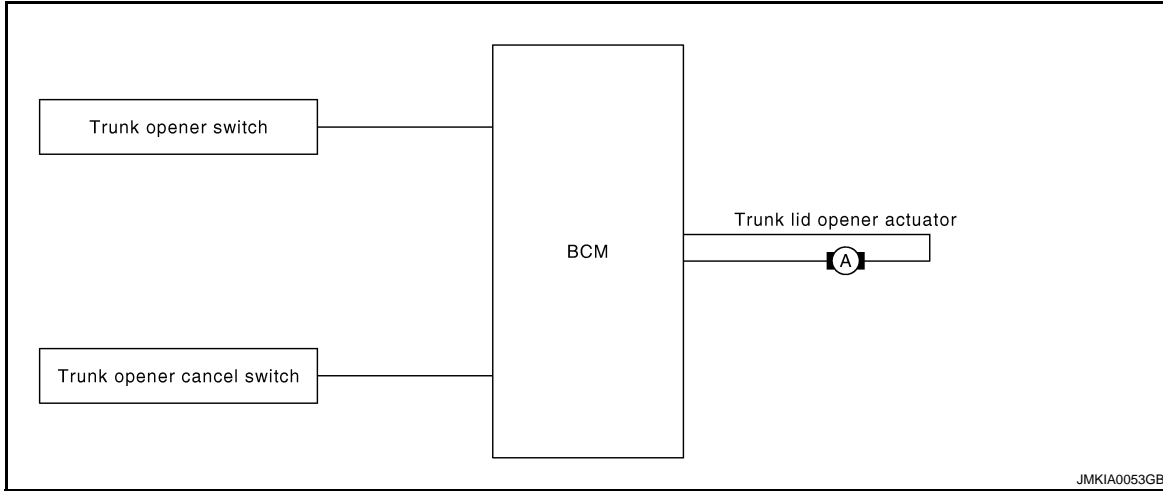 Trunk opener switch
Trunk lid opener actuator
BCM
A
Trunk opener cancel switch
JMKIA0053GB